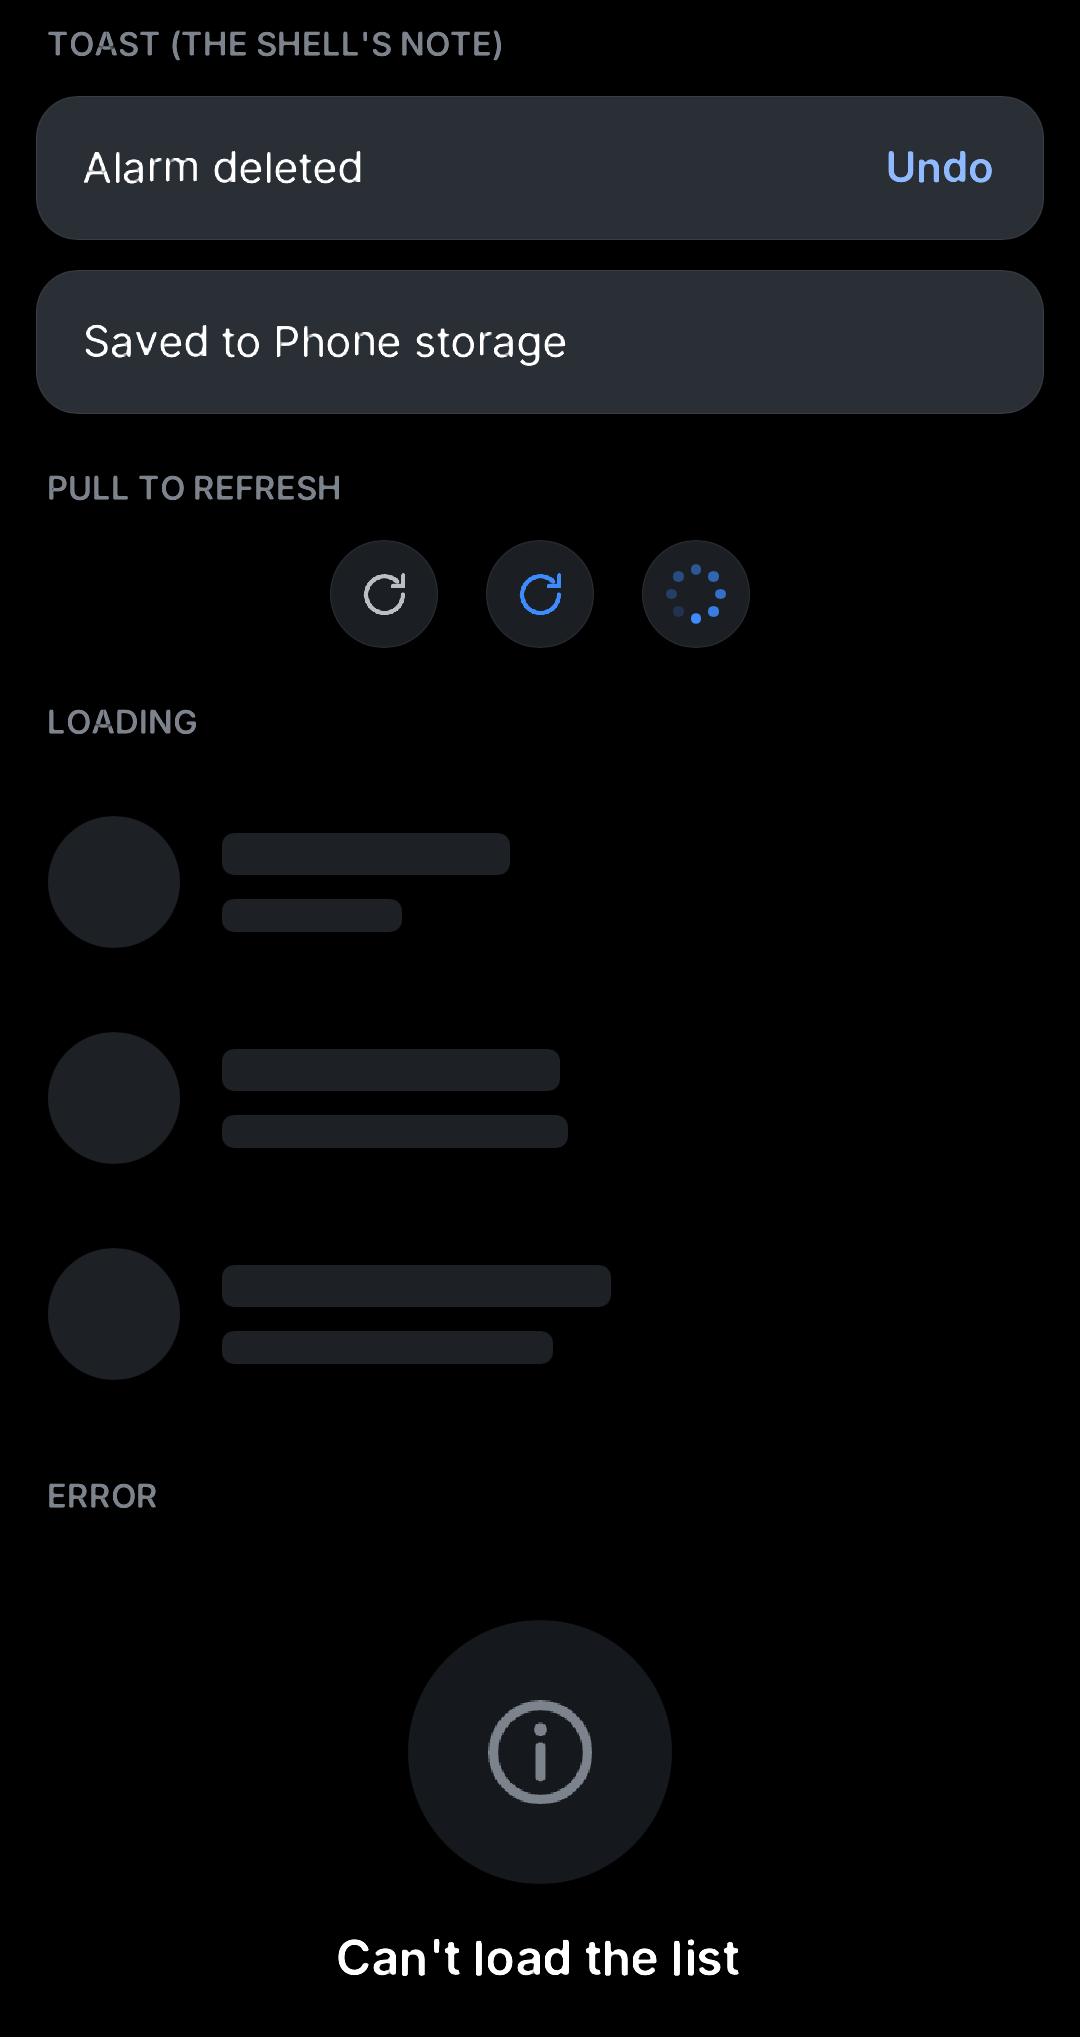 TOAST (THE SHELL'S NOTE)
Alarm deleted
Undo
Saved to Phone storage
PULL TO REFRESH
LOADING
ERROR
Can't load the list